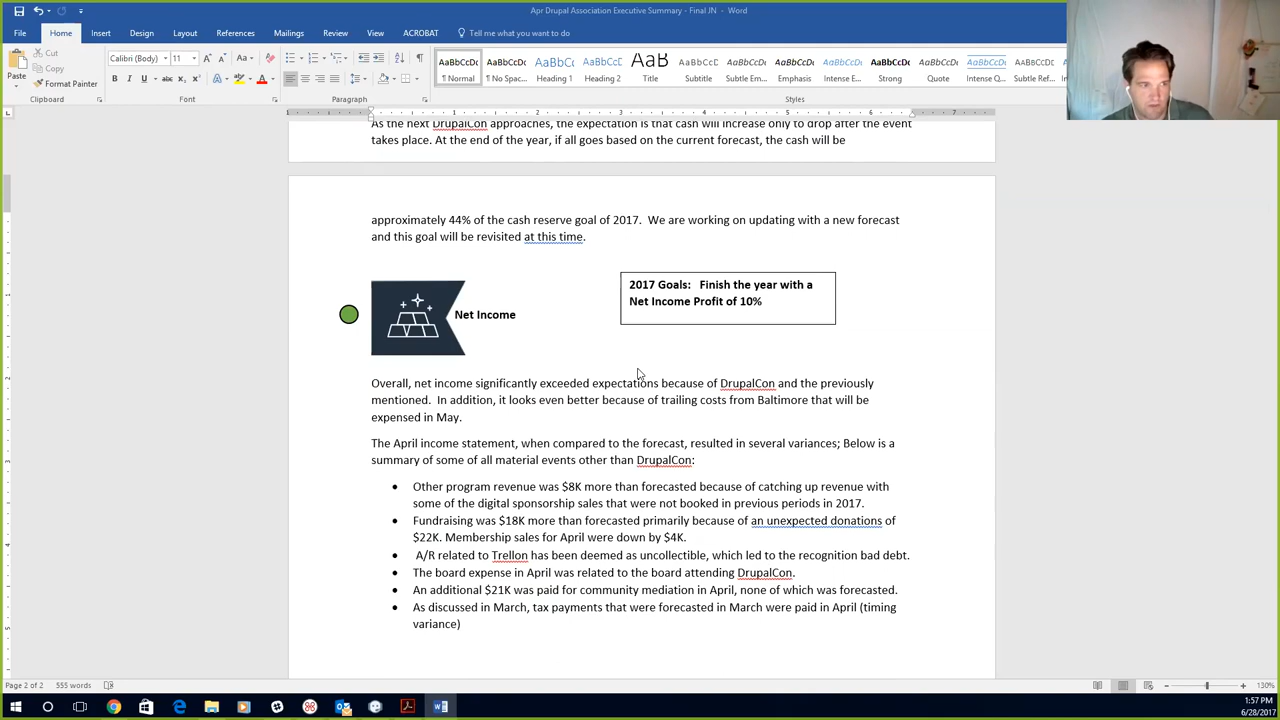 Apr Drupal Association Executive Summary - Final JN - Word
File Home Insert Design Layout References Mailings Review View ACROBAT Tell me what you want to do
Paste
Cut
Copy
Format Painter
Clipboard
Calibri (Body) 11
Font
Paragraph
AaBbCcDc AaBbCcDc AaBbCc AaBbCcC AaB AaBbCcD AaBbCcDc AaBbCcDc AaBbCcDc AaBbCcDc AaBbCcDc AaBbCcDc AaBbCcDc
¶ Normal ¶ No Spac... Heading 1 Heading 2 Title Subtitle Subtle Em... Emphasis Intense E... Strong Quote Intense Q... Subtle Ref...
Styles
As the next DrupalCon approaches, the expectation is that cash will increase only to drop after the event
takes place. At the end of the year, if all goes based on the current forecast, the cash will be
approximately 44% of the cash reserve goal of 2017.  We are working on updating with a new forecast
and this goal will be revisited at this time.
Net Income
2017 Goals:   Finish the year with a
Net Income Profit of 10%
Overall, net income significantly exceeded expectations because of DrupalCon and the previously
mentioned.  In addition, it looks even better because of trailing costs from Baltimore that will be
expensed in May.
The April income statement, when compared to the forecast, resulted in several variances; Below is a
summary of some of all material events other than DrupalCon:
• Other program revenue was $8K more than forecasted because of catching up revenue with
some of the digital sponsorship sales that were not booked in previous periods in 2017.
• Fundraising was $18K more than forecasted primarily because of an unexpected donations of
$22K. Membership sales for April were down by $4K.
• A/R related to Trellon has been deemed as uncollectible, which led to the recognition bad debt.
• The board expense in April was related to the board attending DrupalCon.
• An additional $21K was paid for community mediation in April, none of which was forecasted.
• As discussed in March, tax payments that were forecasted in March were paid in April (timing
variance)
Page 2 of 2 555 words 130%
1:57 PM
6/28/2017